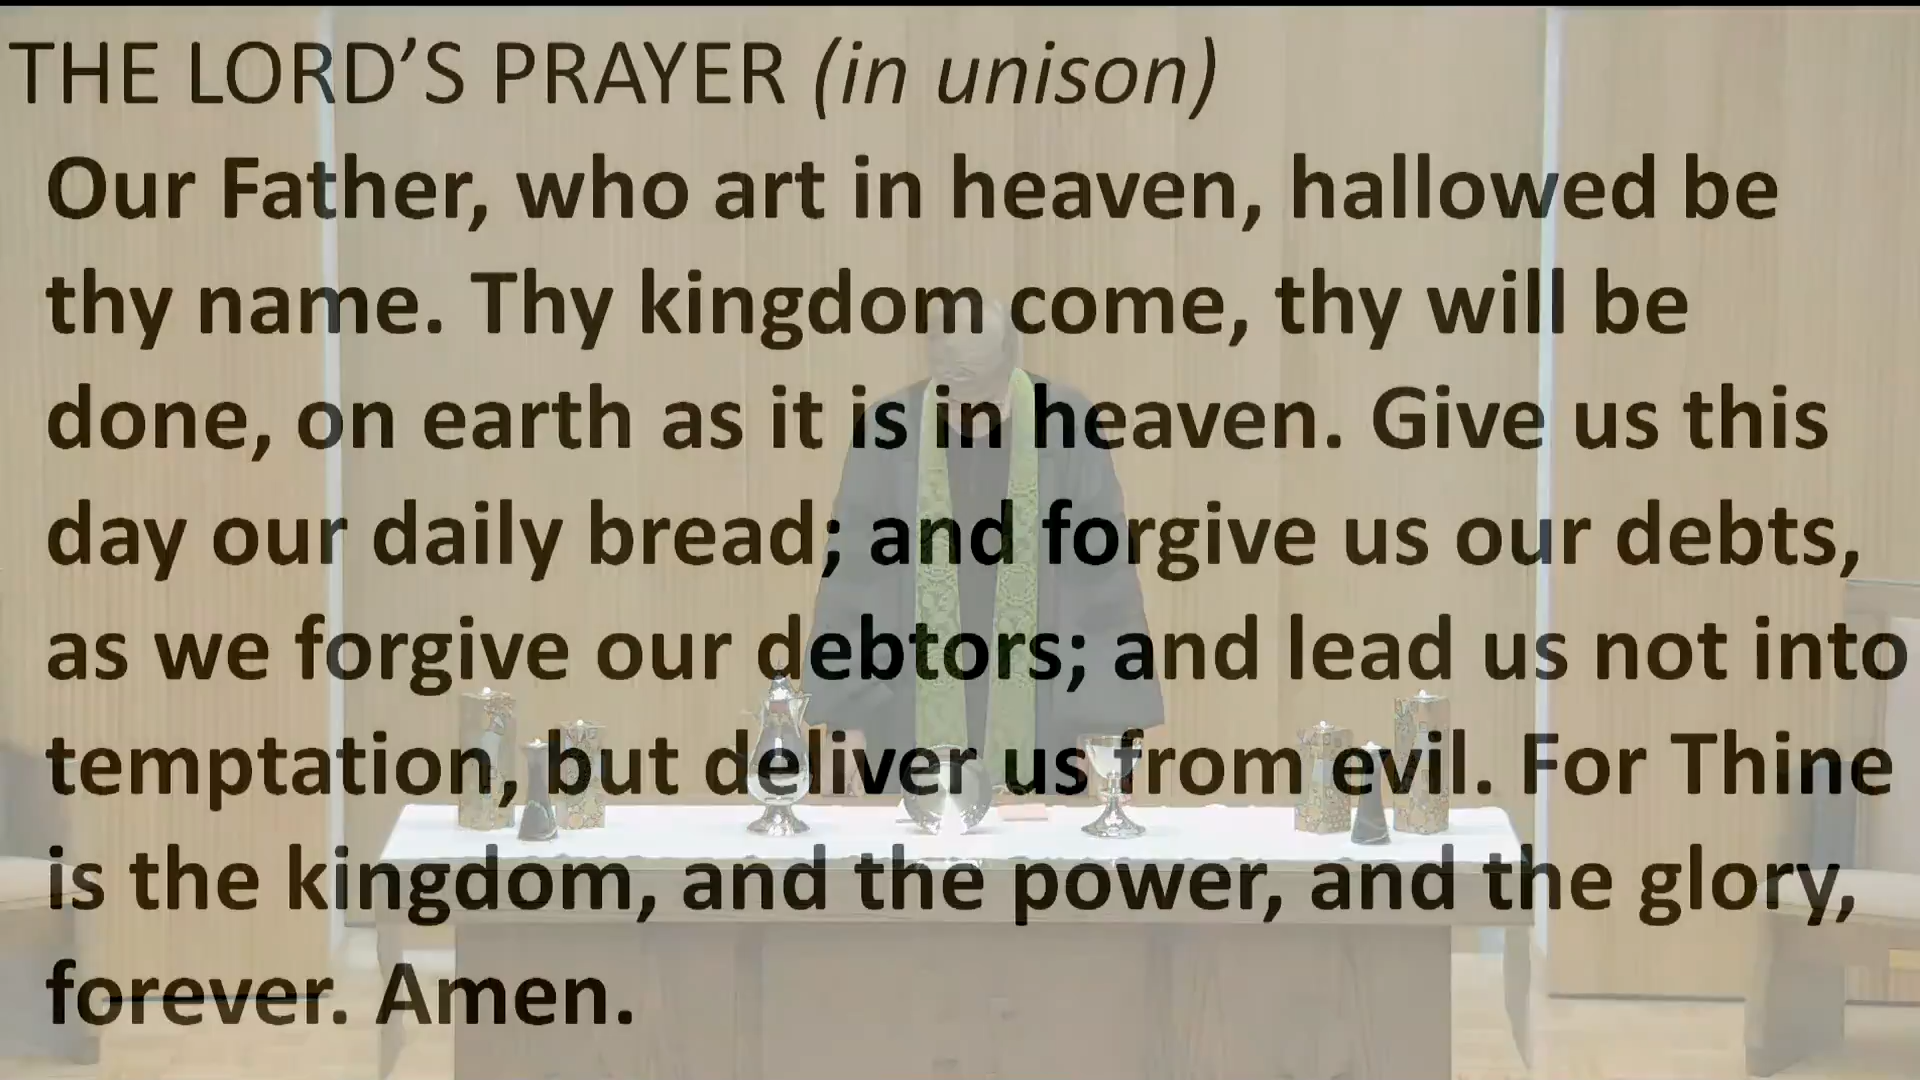 THE LORD’S PRAYER (in unison)
Our Father, who art in heaven, hallowed be
thy name. Thy kingdom come, thy will be
done, on earth as it is in heaven. Give us this
day our daily bread; and forgive us our debts,
as we forgive our debtors; and lead us not into
temptation, but deliver us from evil. For Thine
is the kingdom, and the power, and the glory,
forever. Amen.